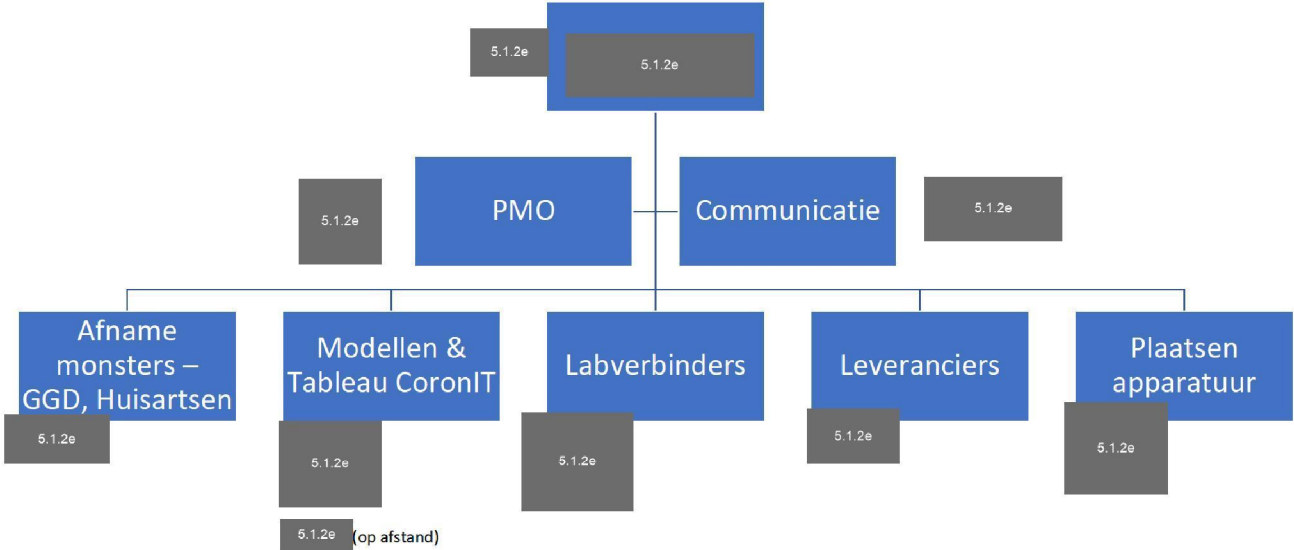 5.1.2e
5.1.2e
5.1.2e
PMO
Communicatie
5.1.2e
Afname
monsters –
GGD, Huisartsen
Modellen &
Tableau CoronIT
Labverbinders
Leveranciers
Plaatsen
apparatuur
5.1.2e
5.1.2e
5.1.2e
5.1.2e
5.1.2e
5.1.2e (op afstand)